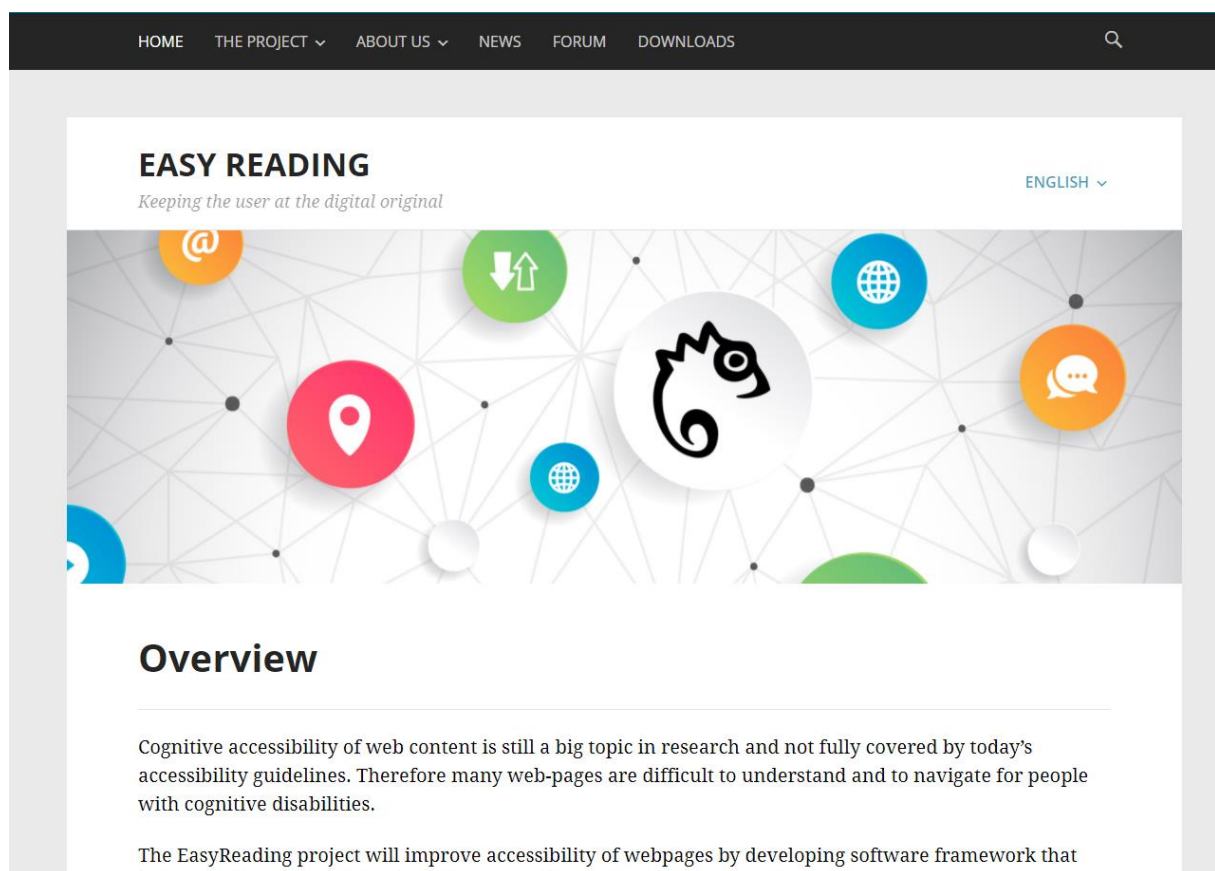 HOME THE PROJECT ABOUT US NEWS FORUM DOWNLOADS
EASY READING
Keeping the user at the digital original
ENGLISH
@
Overview
Cognitive accessibility of web content is still a big topic in research and not fully covered by today’s
accessibility guidelines. Therefore many web-pages are difficult to understand and to navigate for people
with cognitive disabilities.
The EasyReading project will improve accessibility of webpages by developing software framework that